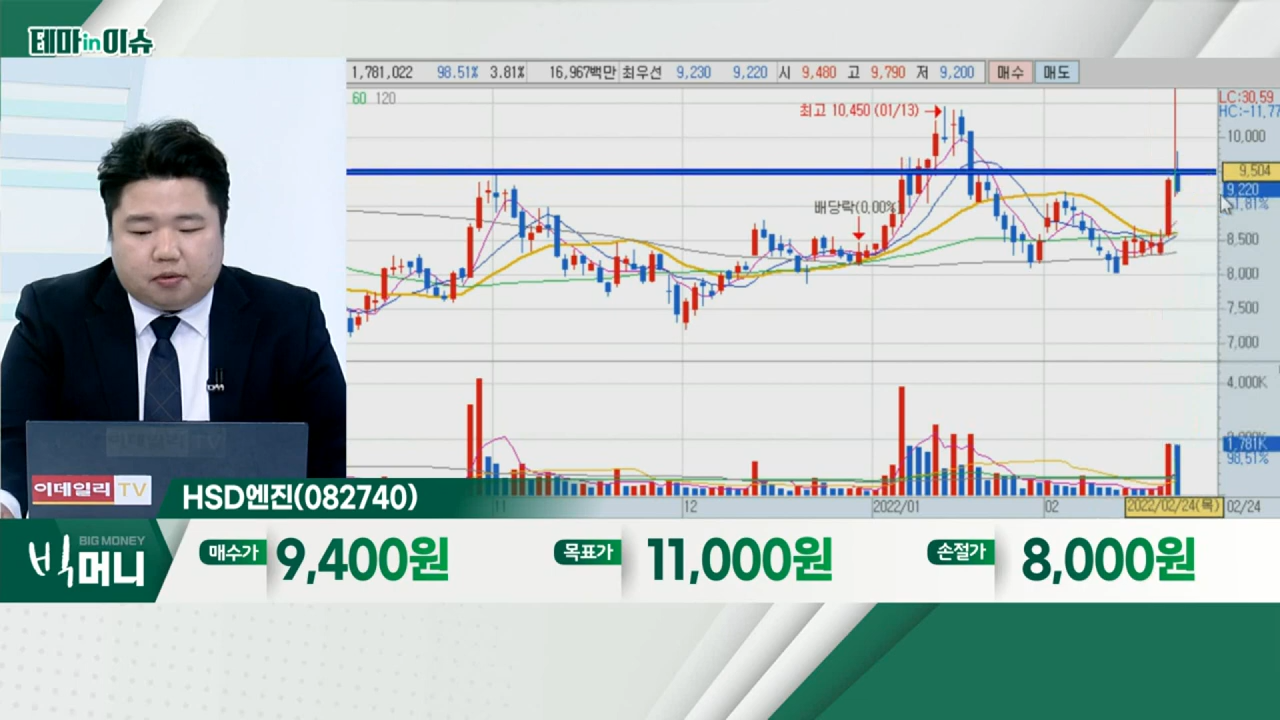 테마in이슈
1,781,022 98.51% 3.81% 16,967백만 최우선 9,230 9,220 시 9,480 고 9,790 저 9,200 매수 매도
60 120
LC:30.59
HC:-11.77
최고 10,450 (01/13)
10,000
9,504
9,220
1.81%
배당락(0.00%)
8,500
8,000
7,500
7,000
4,000K
1,781K
98.51%
11 12 2022/01 02 2022/02/24(목) 02/24
이데일리 TV
이데일리TV
HSD엔진(082740)
BIG MONEY
빅머니
매수가 9,400원 목표가 11,000원 손절가 8,000원